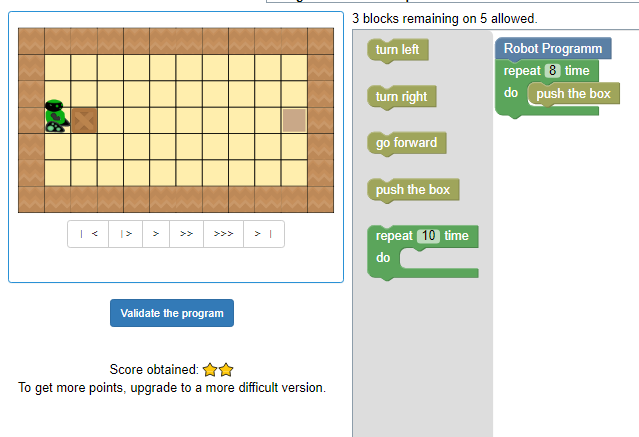 3 blocks remaining on 5 allowed.
turn left
turn right
go forward
push the box
repeat 10 time
do
Robot Programm
repeat 8 time
do push the box
| < |> > >> >>> > |
Validate the program
Score obtained:
To get more points, upgrade to a more difficult version.